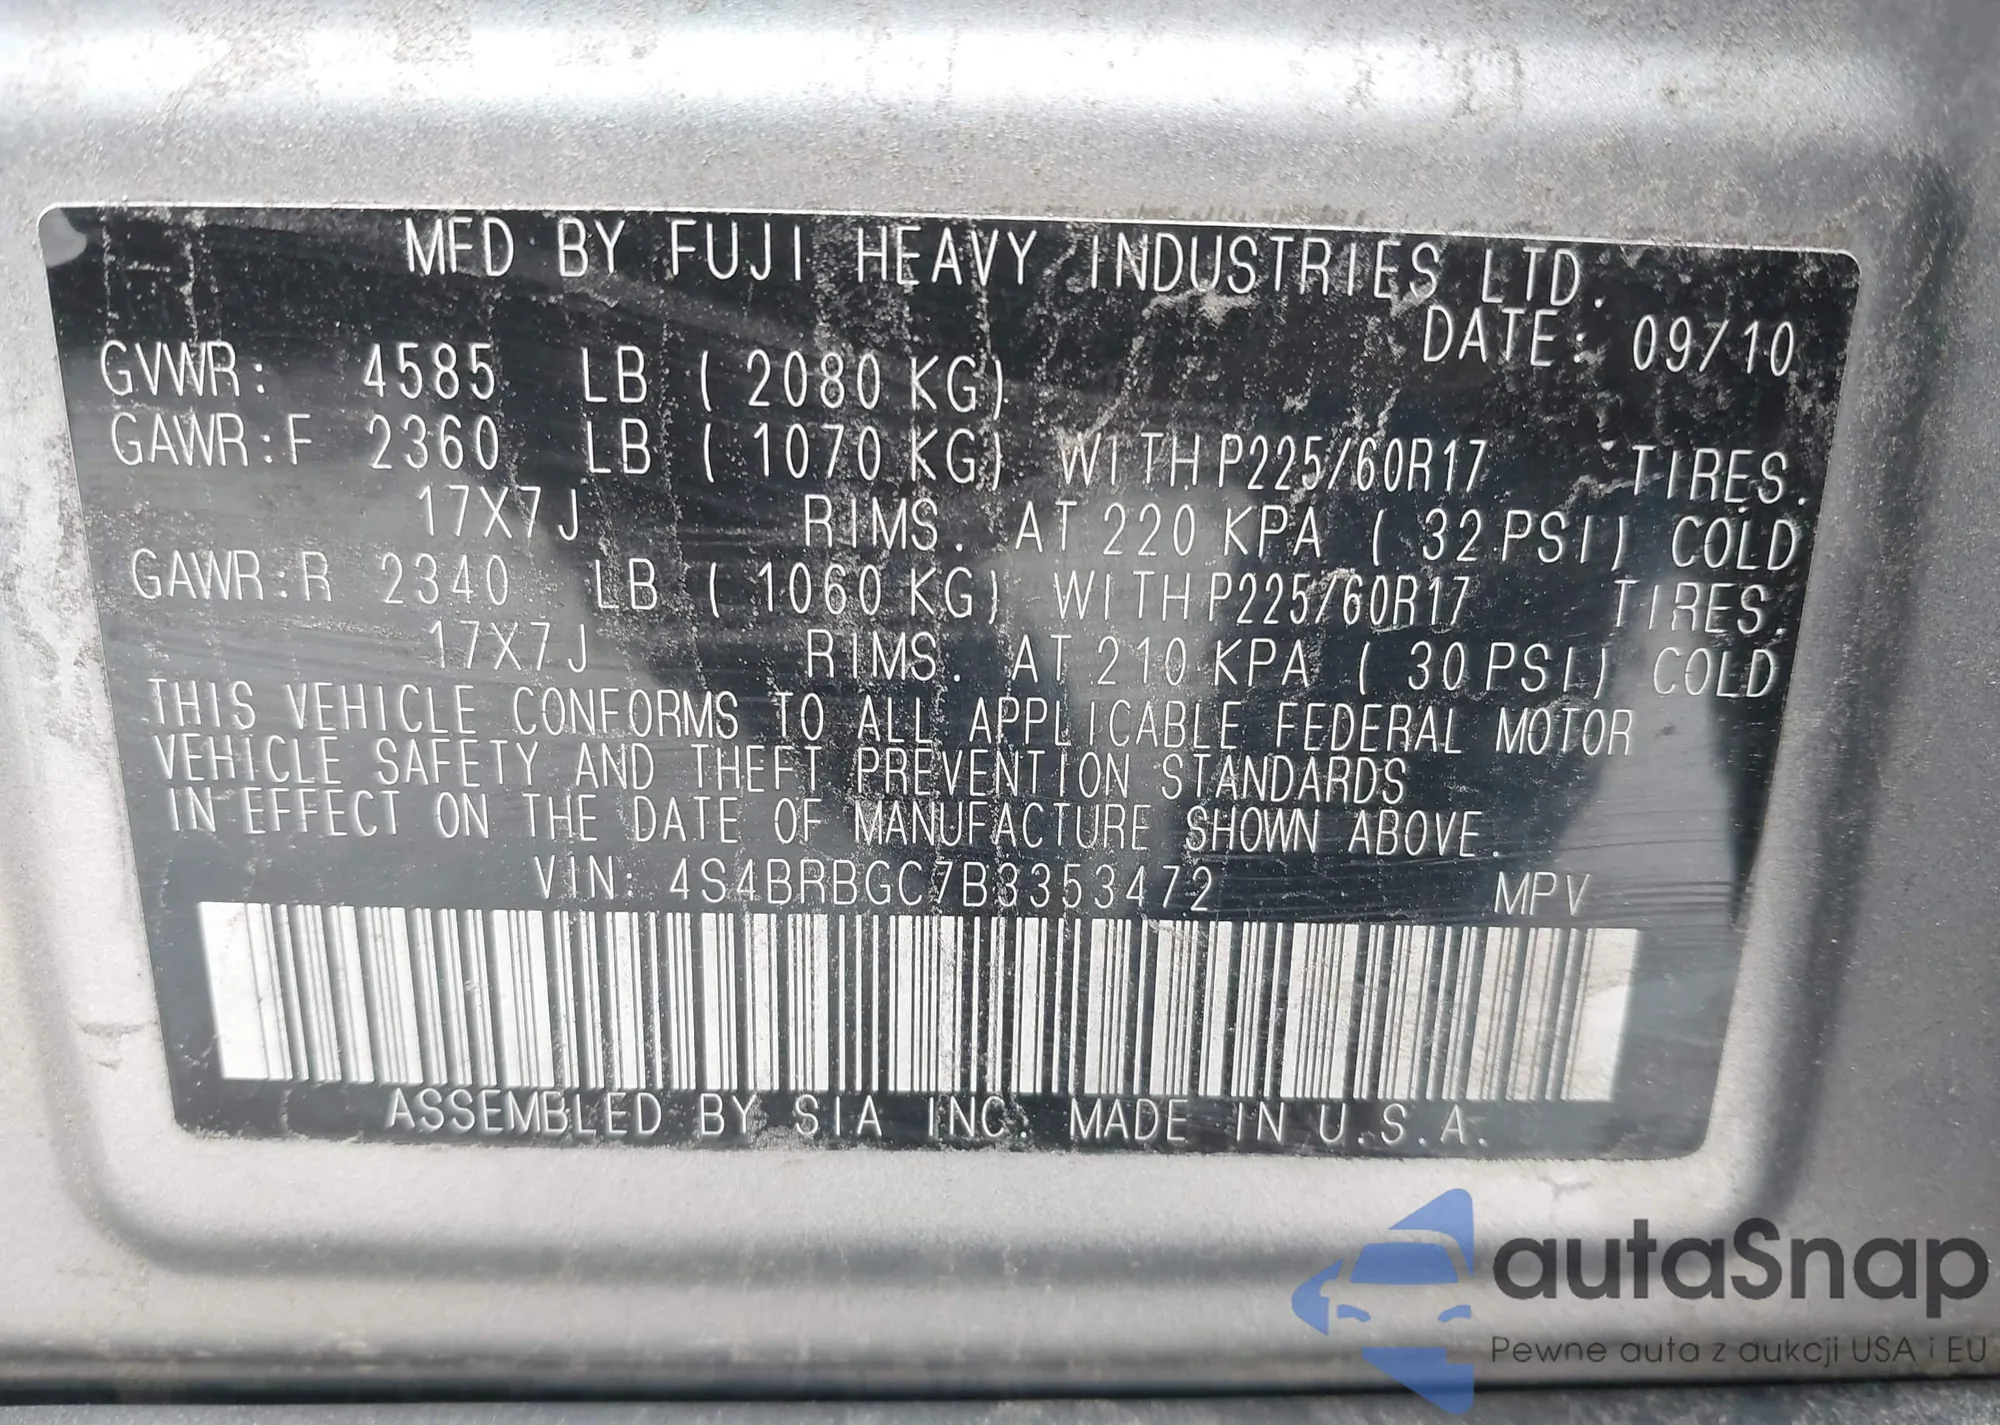 MFD BY FUJI HEAVY INDUSTRIES LTD.
DATE: 09/10
GVWR: 4585 LB ( 2080 KG)
GAWR:F 2360 LB ( 1070 KG) WITH P225/60R17 TIRES.
17X7J RIMS. AT 220 KPA ( 32 PSI) COLD
GAWR:R 2340 LB ( 1060 KG) WITH P225/60R17 TIRES.
17X7J RIMS. AT 210 KPA ( 30 PSI) COLD
THIS VEHICLE CONFORMS TO ALL APPLICABLE FEDERAL MOTOR
VEHICLE SAFETY AND THEFT PREVENTION STANDARDS
IN EFFECT ON THE DATE OF MANUFACTURE SHOWN ABOVE.
VIN: 4S4BRBGC7B3353472 MPV
ASSEMBLED BY SIA INC. MADE IN U.S.A.
autaSnap
Pewne auta z aukcji USA i EU